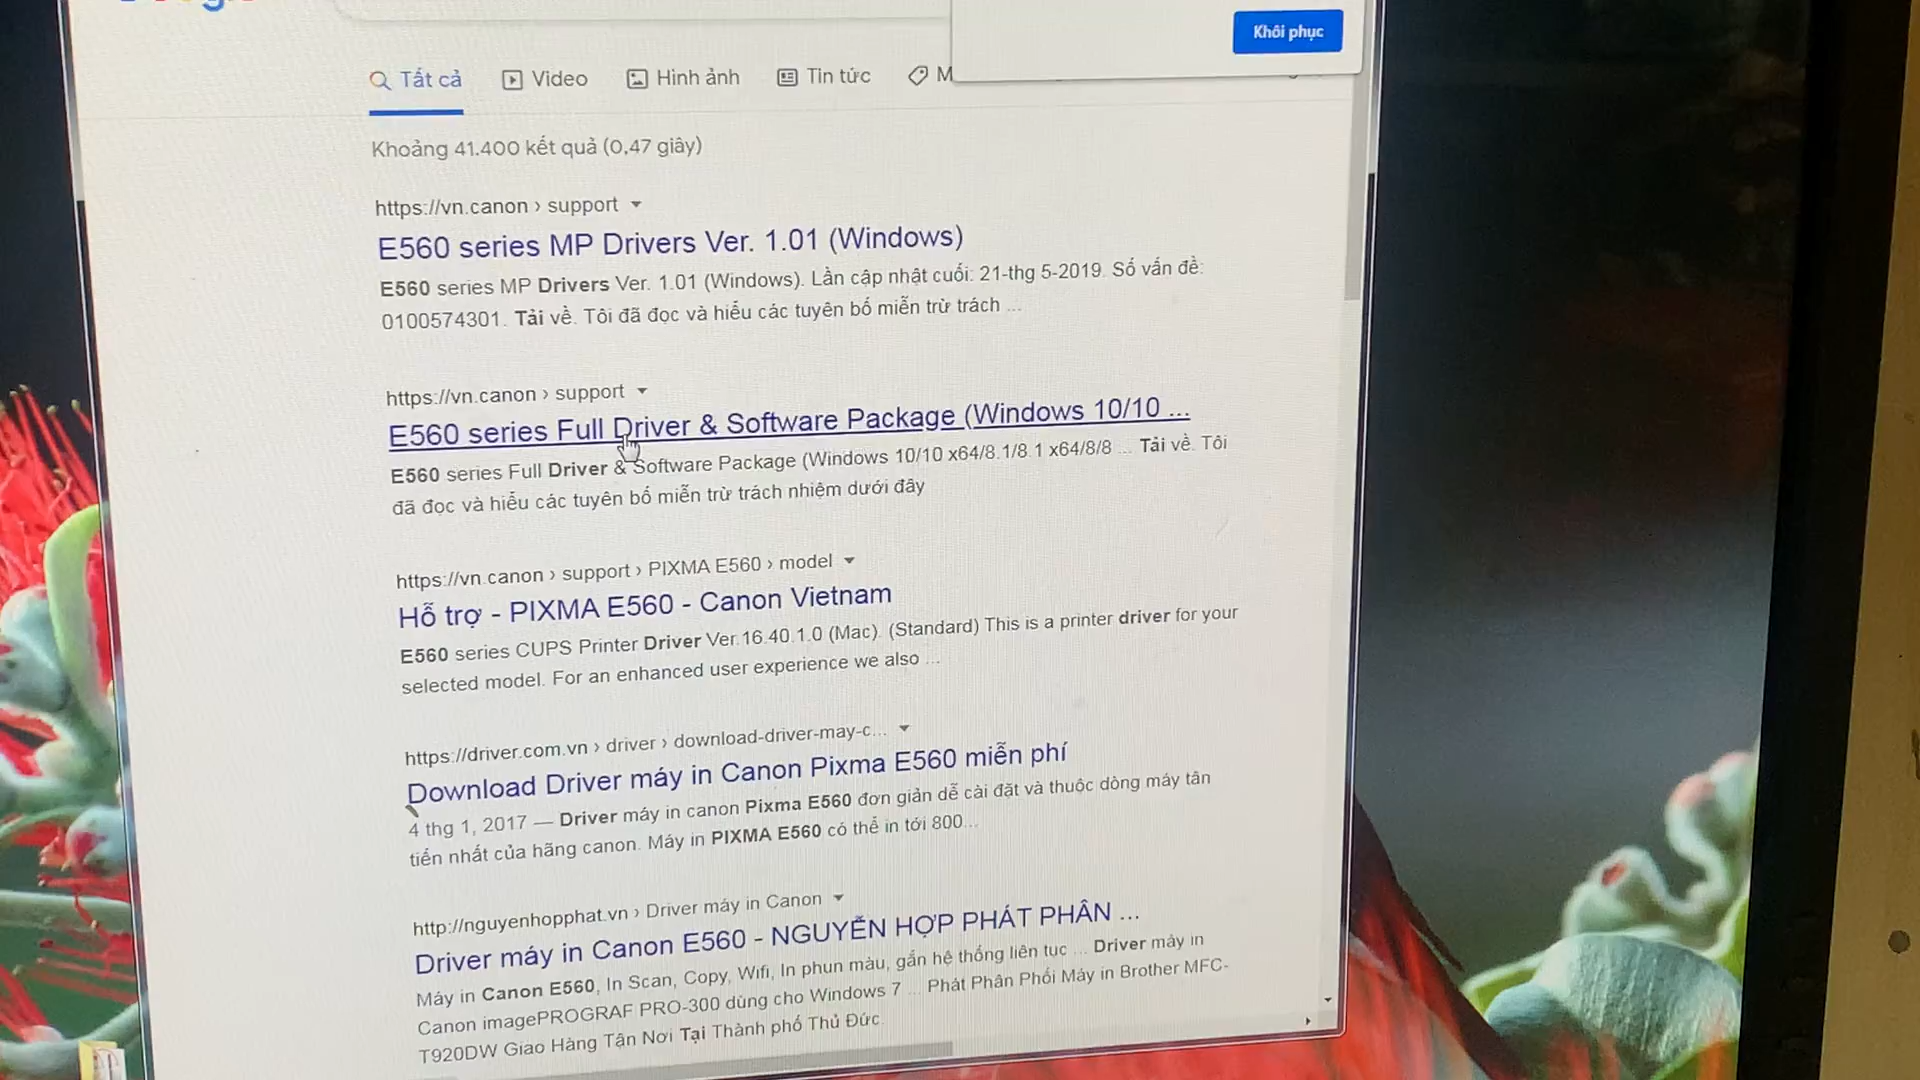 Khôi phục
Tất cả Video Hình ảnh Tin tức M
Khoảng 41.400 kết quả (0,47 giây)
https://vn.canon › support
E560 series MP Drivers Ver. 1.01 (Windows)
E560 series MP Drivers Ver. 1.01 (Windows). Lần cập nhật cuối: 21-thg 5-2019. Số vấn đề:
0100574301. Tải về. Tôi đã đọc và hiểu các tuyên bố miễn trừ trách ...
https://vn.canon › support
E560 series Full Driver & Software Package (Windows 10/10 ...
E560 series Full Driver & Software Package (Windows 10/10 x64/8.1/8.1 x64/8/8 ... Tải về. Tôi
đã đọc và hiểu các tuyên bố miễn trừ trách nhiệm dưới đây
https://vn.canon › support › PIXMA E560 › model
Hỗ trợ - PIXMA E560 - Canon Vietnam
E560 series CUPS Printer Driver Ver.16.40.1.0 (Mac). (Standard) This is a printer driver for your
selected model. For an enhanced user experience we also ...
https://driver.com.vn › driver › download-driver-may-c...
Download Driver máy in Canon Pixma E560 miễn phí
4 thg 1, 2017 — Driver máy in canon Pixma E560 đơn giản dễ cài đặt và thuộc dòng máy tân
tiến nhất của hãng canon. Máy in PIXMA E560 có thể in tới 800...
http://nguyenhopphat.vn › Driver máy in Canon
Driver máy in Canon E560 - NGUYỄN HỢP PHÁT PHÂN ...
Máy in Canon E560, In Scan, Copy, Wifi, In phun màu, gắn hệ thống liên tục ... Driver máy in
Canon imagePROGRAF PRO-300 dùng cho Windows 7 ... Phát Phân Phối Máy in Brother MFC-
T920DW Giao Hàng Tận Nơi Tại Thành phố Thủ Đức.